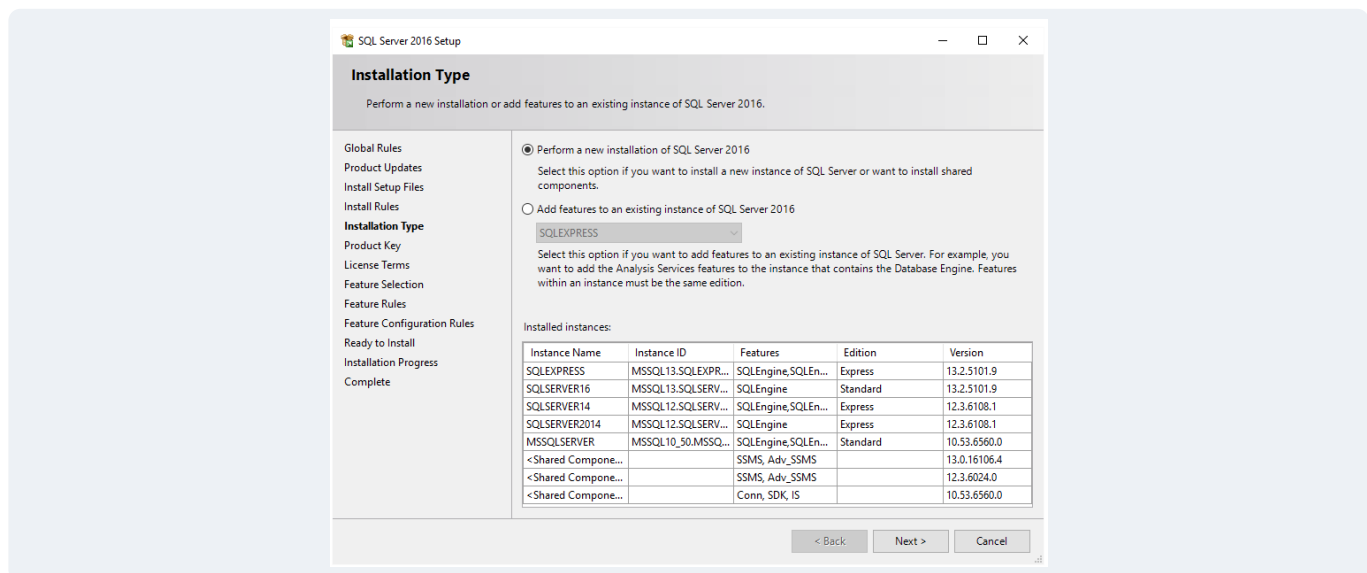 SQL Server 2016 Setup
Installation Type
Perform a new installation or add features to an existing instance of SQL Server 2016.
Global Rules
Product Updates
Install Setup Files
Install Rules
Installation Type
Product Key
License Terms
Feature Selection
Feature Rules
Feature Configuration Rules
Ready to Install
Installation Progress
Complete
Perform a new installation of SQL Server 2016
Select this option if you want to install a new instance of SQL Server or want to install shared
components.
Add features to an existing instance of SQL Server 2016
SQLEXPRESS
Select this option if you want to add features to an existing instance of SQL Server. For example, you
want to add the Analysis Services features to the instance that contains the Database Engine. Features
within an instance must be the same edition.
Installed instances:
Instance Name Instance ID Features Edition Version
SQLEXPRESS MSSQL13.SQLEXPR... SQLEngine,SQLEn... Express 13.2.5101.9
SQLSERVER16 MSSQL13.SQLSERV... SQLEngine Standard 13.2.5101.9
SQLSERVER14 MSSQL12.SQLSERV... SQLEngine,SQLEn... Express 12.3.6108.1
SQLSERVER2014 MSSQL12.SQLSERV... SQLEngine Express 12.3.6108.1
MSSQLSERVER MSSQL10_50.MSSQ... SQLEngine,SQLEn... Standard 10.53.6560.0
<Shared Compone... SSMS, Adv_SSMS 13.0.16106.4
<Shared Compone... SSMS, Adv_SSMS 12.3.6024.0
<Shared Compone... Conn, SDK, IS 10.53.6560.0
< Back Next > Cancel